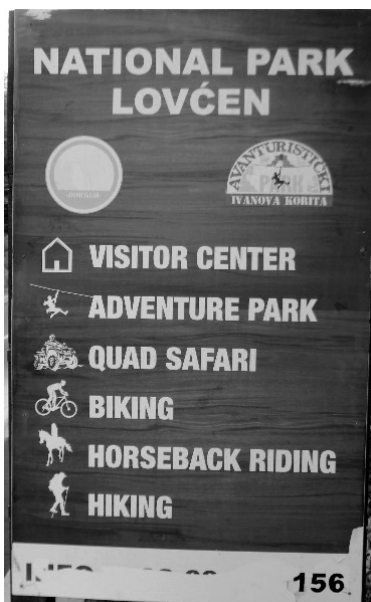 NATIONAL PARK
LOVĆEN
AVANTURISTIČKI
PARK
IVANOVA KORITA
VISITOR CENTER
ADVENTURE PARK
QUAD SAFARI
BIKING
HORSEBACK RIDING
HIKING
156